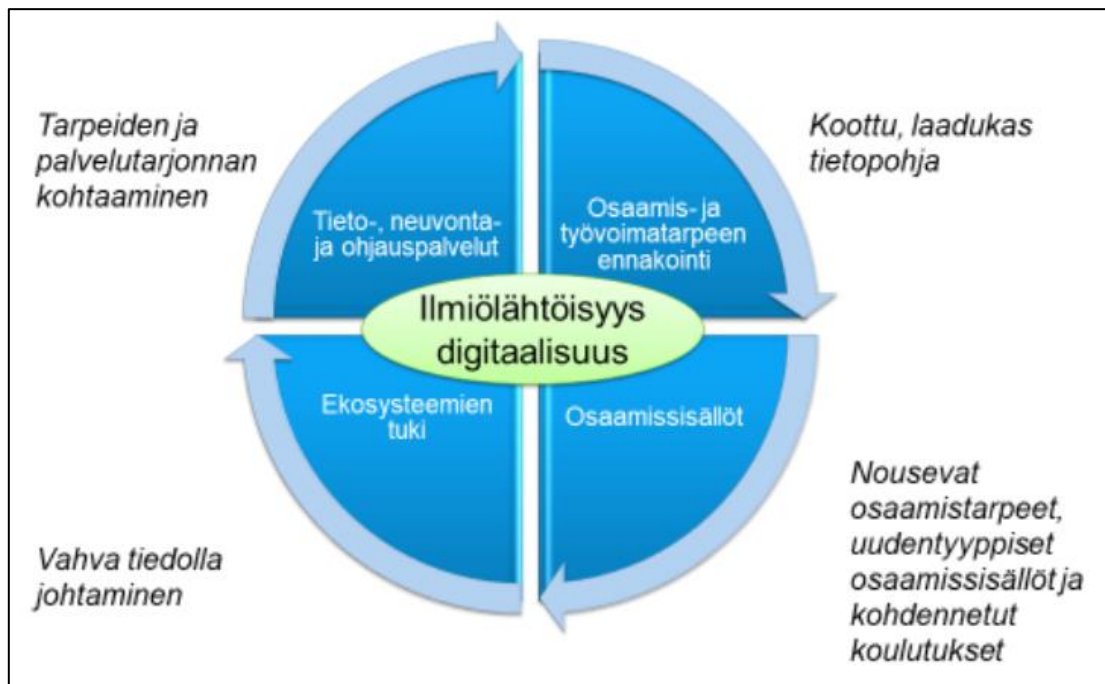 Tarpeiden ja
palvelutarjonnan
kohtaaminen
Tieto-, neuvonta-
ja ohjauspalvelut
Osaamis- ja
työvoimatarpeen
ennakointi
Koottu, laadukas
tietopohja
Ilmiölähtöisyys
digitaalisuus
Ekosysteemien
tuki
Osaamissisällöt
Vahva tiedolla
johtaminen
Nousevat
osaamistarpeet,
uudentyyppiset
osaamissisällöt ja
kohdennetut
koulutukset